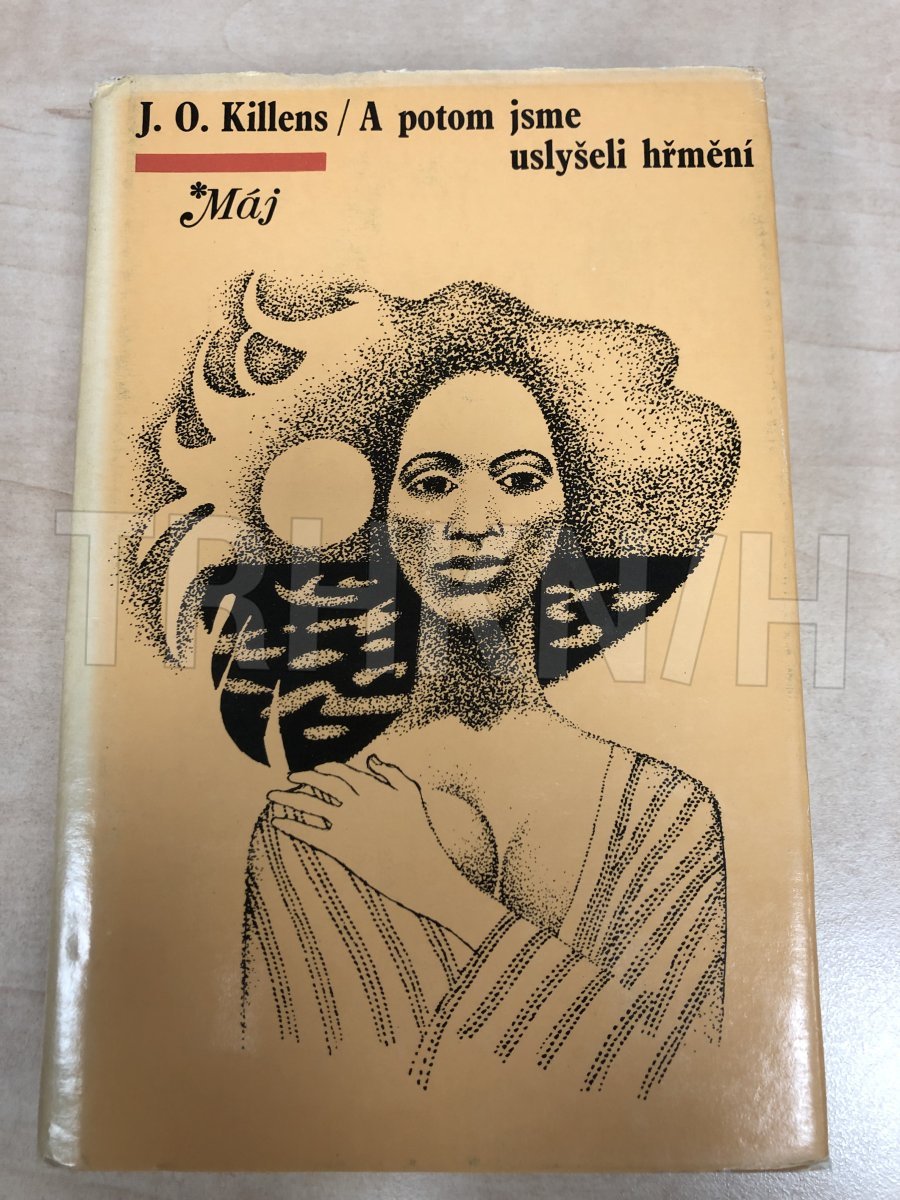 J. O. Killens / A potom jsme
uslyšeli hřmění
*Máj